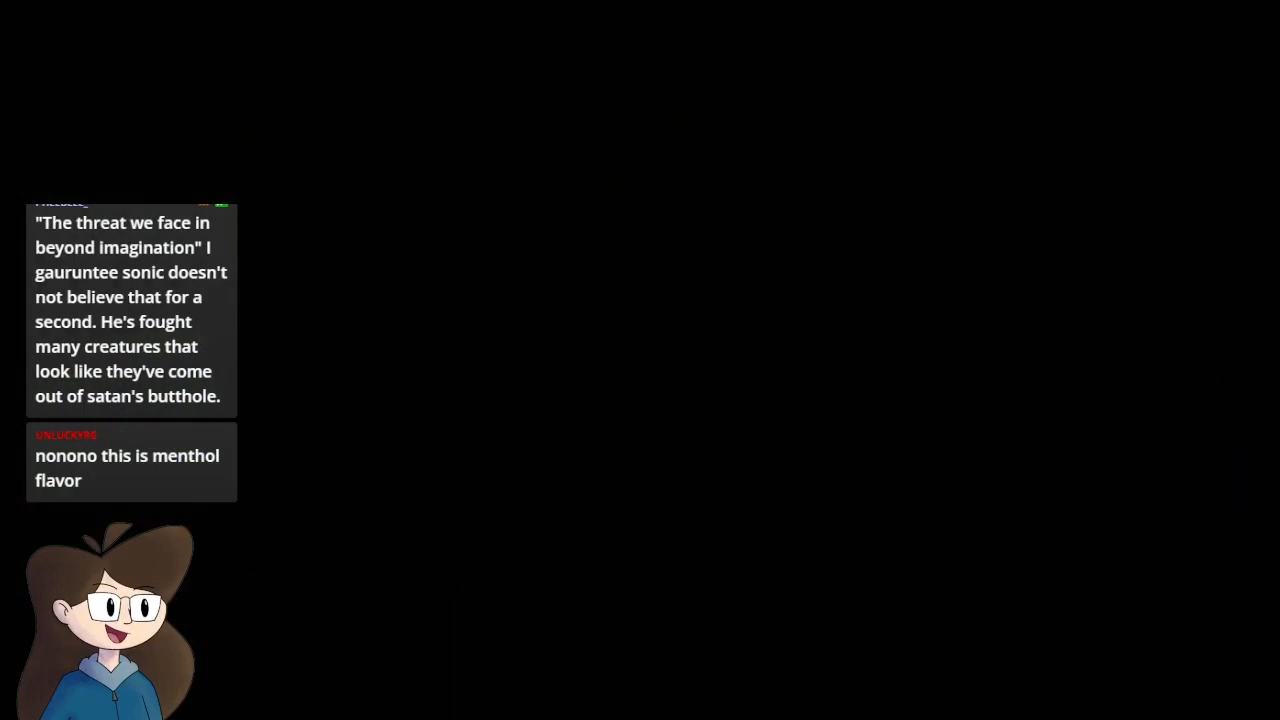 "The threat we face in
beyond imagination" I
gauruntee sonic doesn't
not believe that for a
second. He's fought
many creatures that
look like they've come
out of satan's butthole.
UNLUCKYRG
nonono this is menthol
flavor